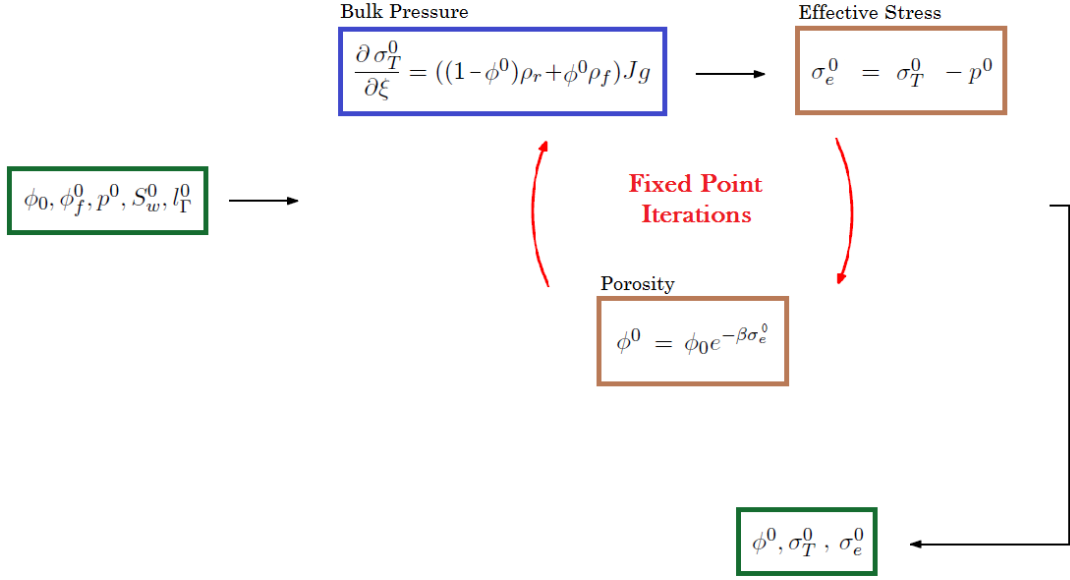 Bulk Pressure
Effective Stress
∂ σ_T^0 / ∂ξ = ((1-ϕ^0)ρ_r+ϕ^0ρ_f)Jg
σ_e^0 = σ_T^0 - p^0
ϕ_0, ϕ_f^0, p^0, S_w^0, l_Γ^0
Fixed Point
Iterations
Porosity
ϕ^0 = ϕ_0e^{-βσ_e^0}
ϕ^0, σ_T^0 , σ_e^0